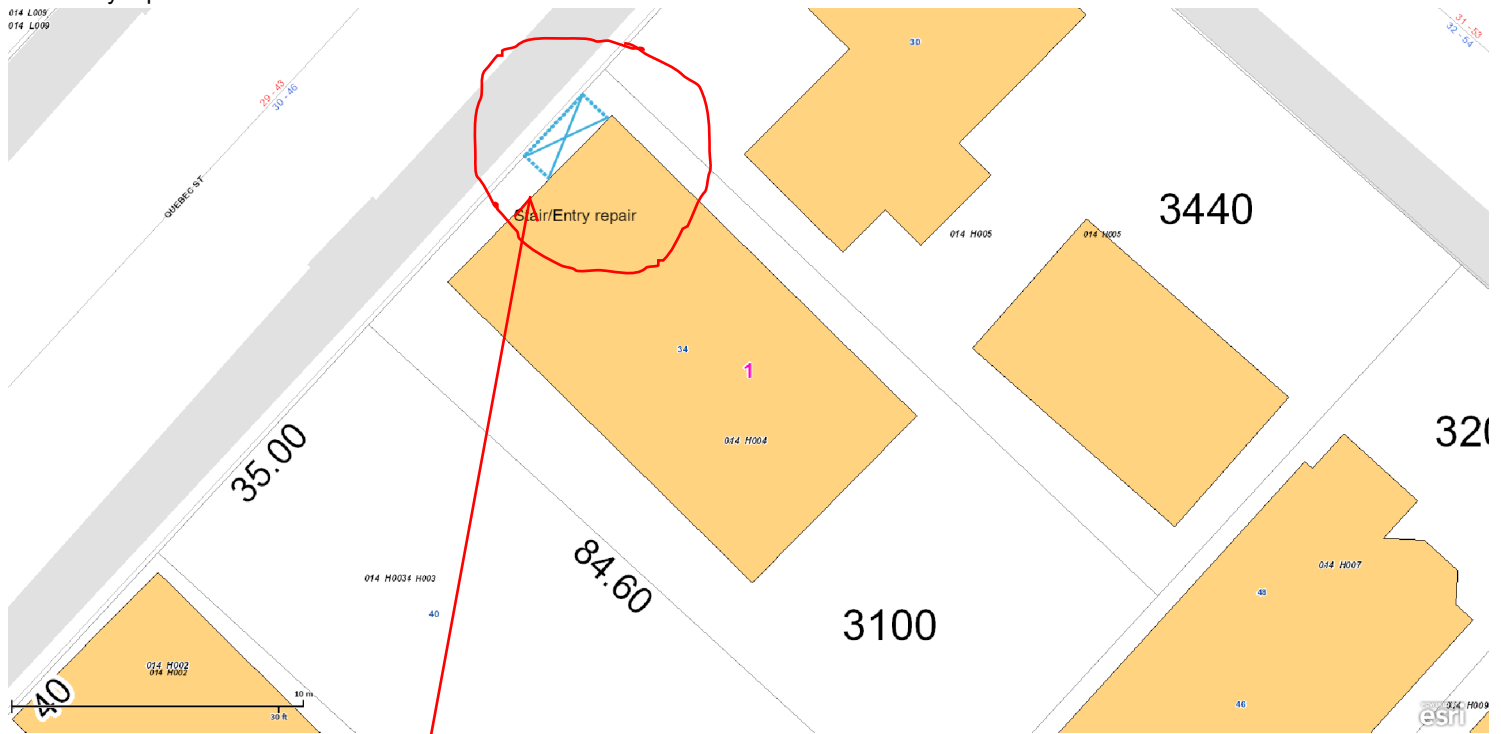 014 L009
014 L009
29 - 43
30 - 46
QUEBEC ST
30
31 - 53
32 - 54
3440
014 H005
014 H005
Stair/Entry repair
34
1
014 H004
35.00
84.60
3100
320
014 H007
48
46
014 H003
40
014 H002
014 H002
40
10 m
30 ft
014 H009
esri